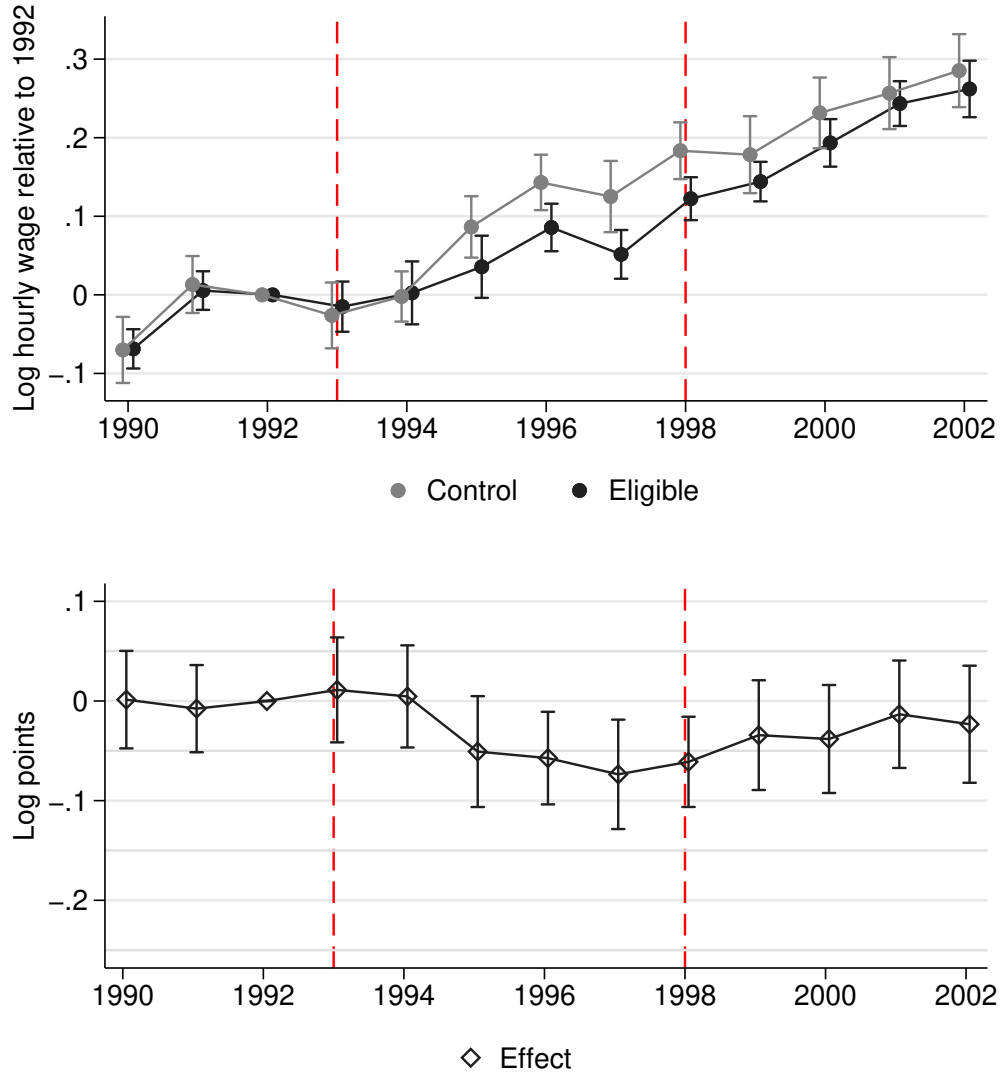 Log hourly wage relative to 1992
.3
.2
.1
0
−.1
1990 1992 1994 1996 1998 2000 2002
Control Eligible
Log points
.1
0
−.1
−.2
1990 1992 1994 1996 1998 2000 2002
Effect